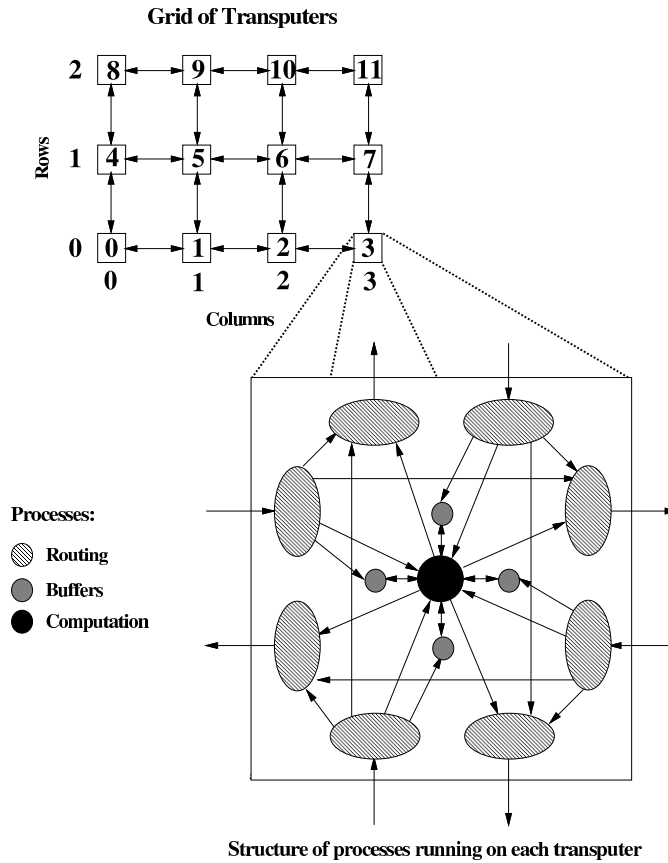 Grid of Transputers
2 8 9 10 11
Rows
1 4 5 6 7
0 0 1 2 3
0 1 2 3
Columns
Processes:
Routing
Buffers
Computation
Structure of processes running on each transputer